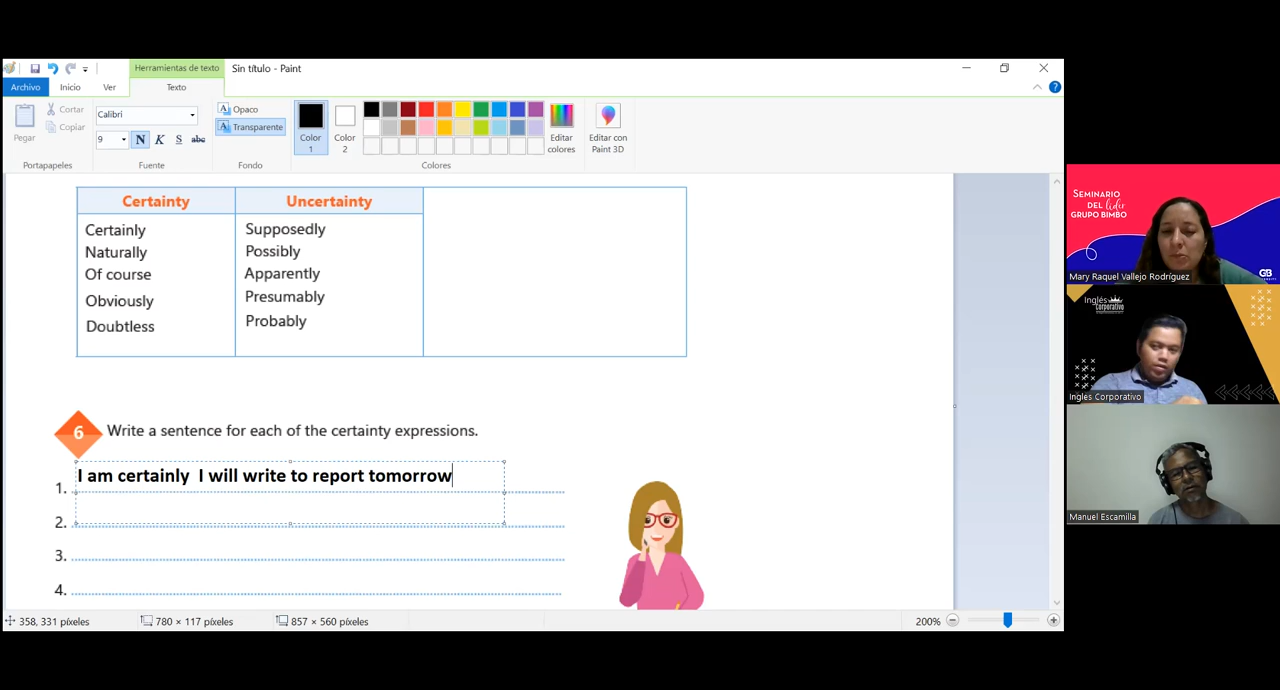 Herramientas de texto
Sin título - Paint
Archivo
Inicio
Ver
Texto
Pegar
Cortar
Copiar
Portapapeles
Calibri
9
N K S abc
Fuente
A Opaco
A Transparente
Fondo
Color 1
Color 2
Editar colores
Colores
Editar con Paint 3D
Certainty
Certainly
Naturally
Of course
Obviously
Doubtless
Uncertainty
Supposedly
Possibly
Apparently
Presumably
Probably
6 Write a sentence for each of the certainty expressions.
I am certainly I will write to report tomorrow
1.
2.
3.
4.
358, 331 píxeles
780 × 117 píxeles
857 × 560 píxeles
200%
SEMINARIO
DEL líder
GRUPO BIMBO
GB
Mary Raquel Vallejo Rodríguez
Inglés
Corporativo
Ingles Corporativo
Manuel Escamilla